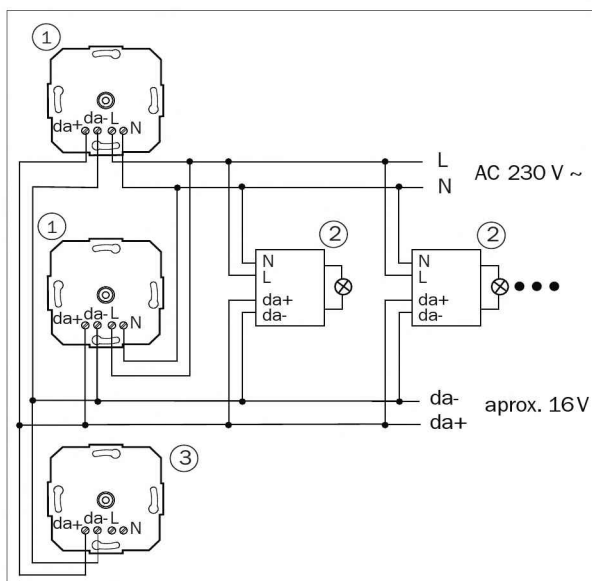 1
da+ da- L N
L
N
AC 230 V ~
1
da+ da- L N
2
N
L
da+
da-
2
N
L
da+
da-
da-
da+
aprox. 16V
3
da+ da- L N